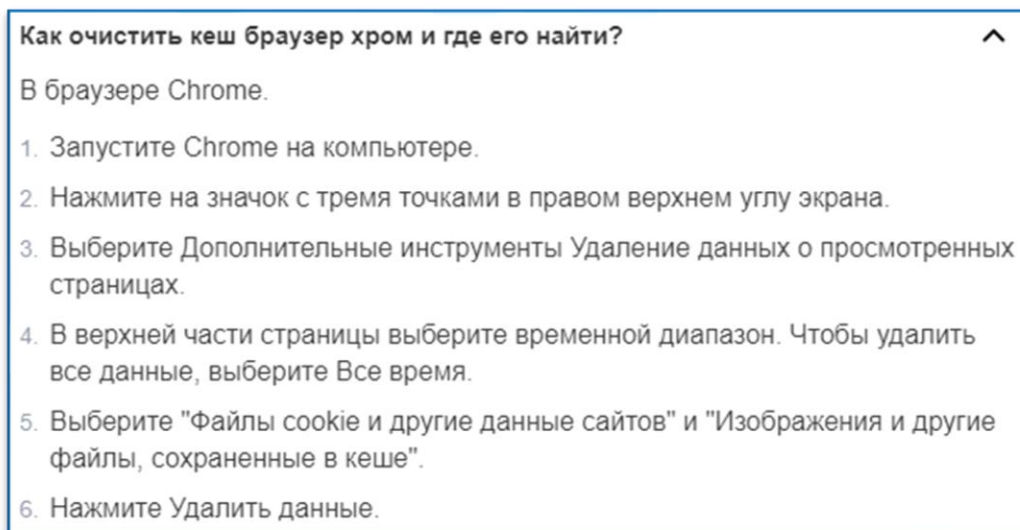 Как очистить кеш браузер хром и где его найти?
В браузере Chrome.
1. Запустите Chrome на компьютере.
2. Нажмите на значок с тремя точками в правом верхнем углу экрана.
3. Выберите Дополнительные инструменты Удаление данных о просмотренных
страницах.
4. В верхней части страницы выберите временной диапазон. Чтобы удалить
все данные, выберите Все время.
5. Выберите "Файлы cookie и другие данные сайтов" и "Изображения и другие
файлы, сохраненные в кеше".
6. Нажмите Удалить данные.